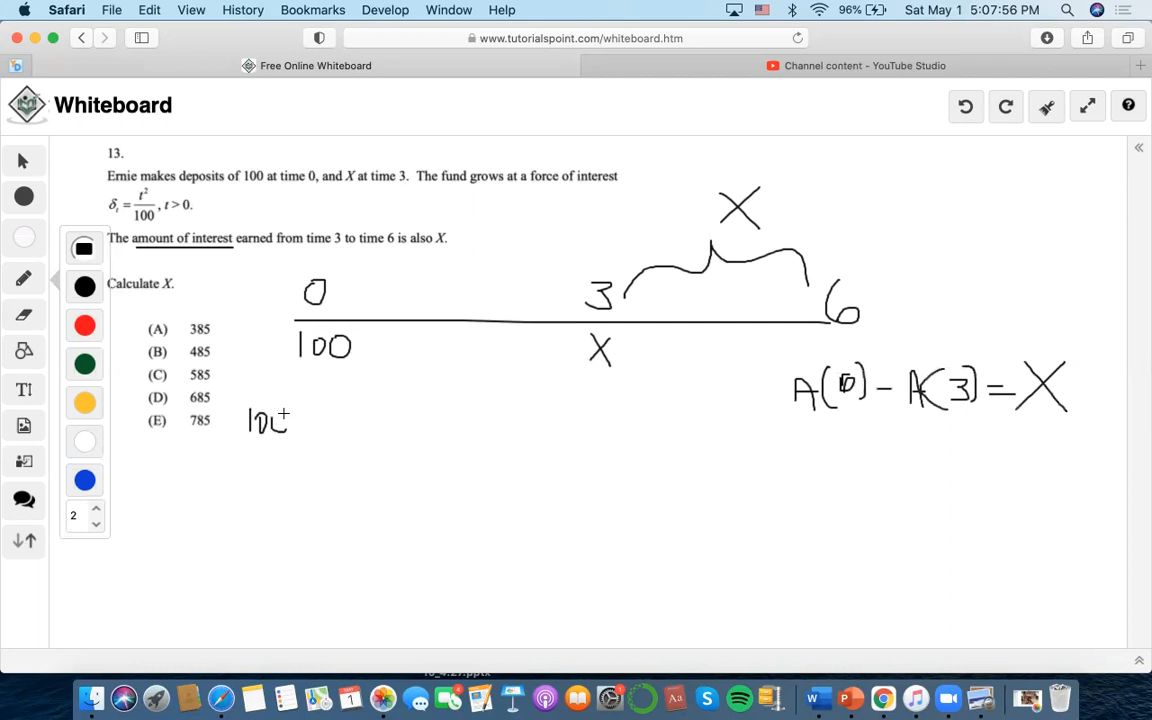 Safari File Edit View History Bookmarks Develop Window Help 96% Sat May 1 5:07:56 PM
www.tutorialspoint.com/whiteboard.htm
Free Online Whiteboard Channel content - YouTube Studio
Whiteboard
13.
Ernie makes deposits of 100 at time 0, and X at time 3. The fund grows at a force of interest
δt = t²/100, t > 0.
The amount of interest earned from time 3 to time 6 is also X.
Calculate X.
(A) 385
(B) 485
(C) 585
(D) 685
(E) 785
X
0 3 6
100 X
A( ) - A(3) = X
100
2
10_4.27.pptx